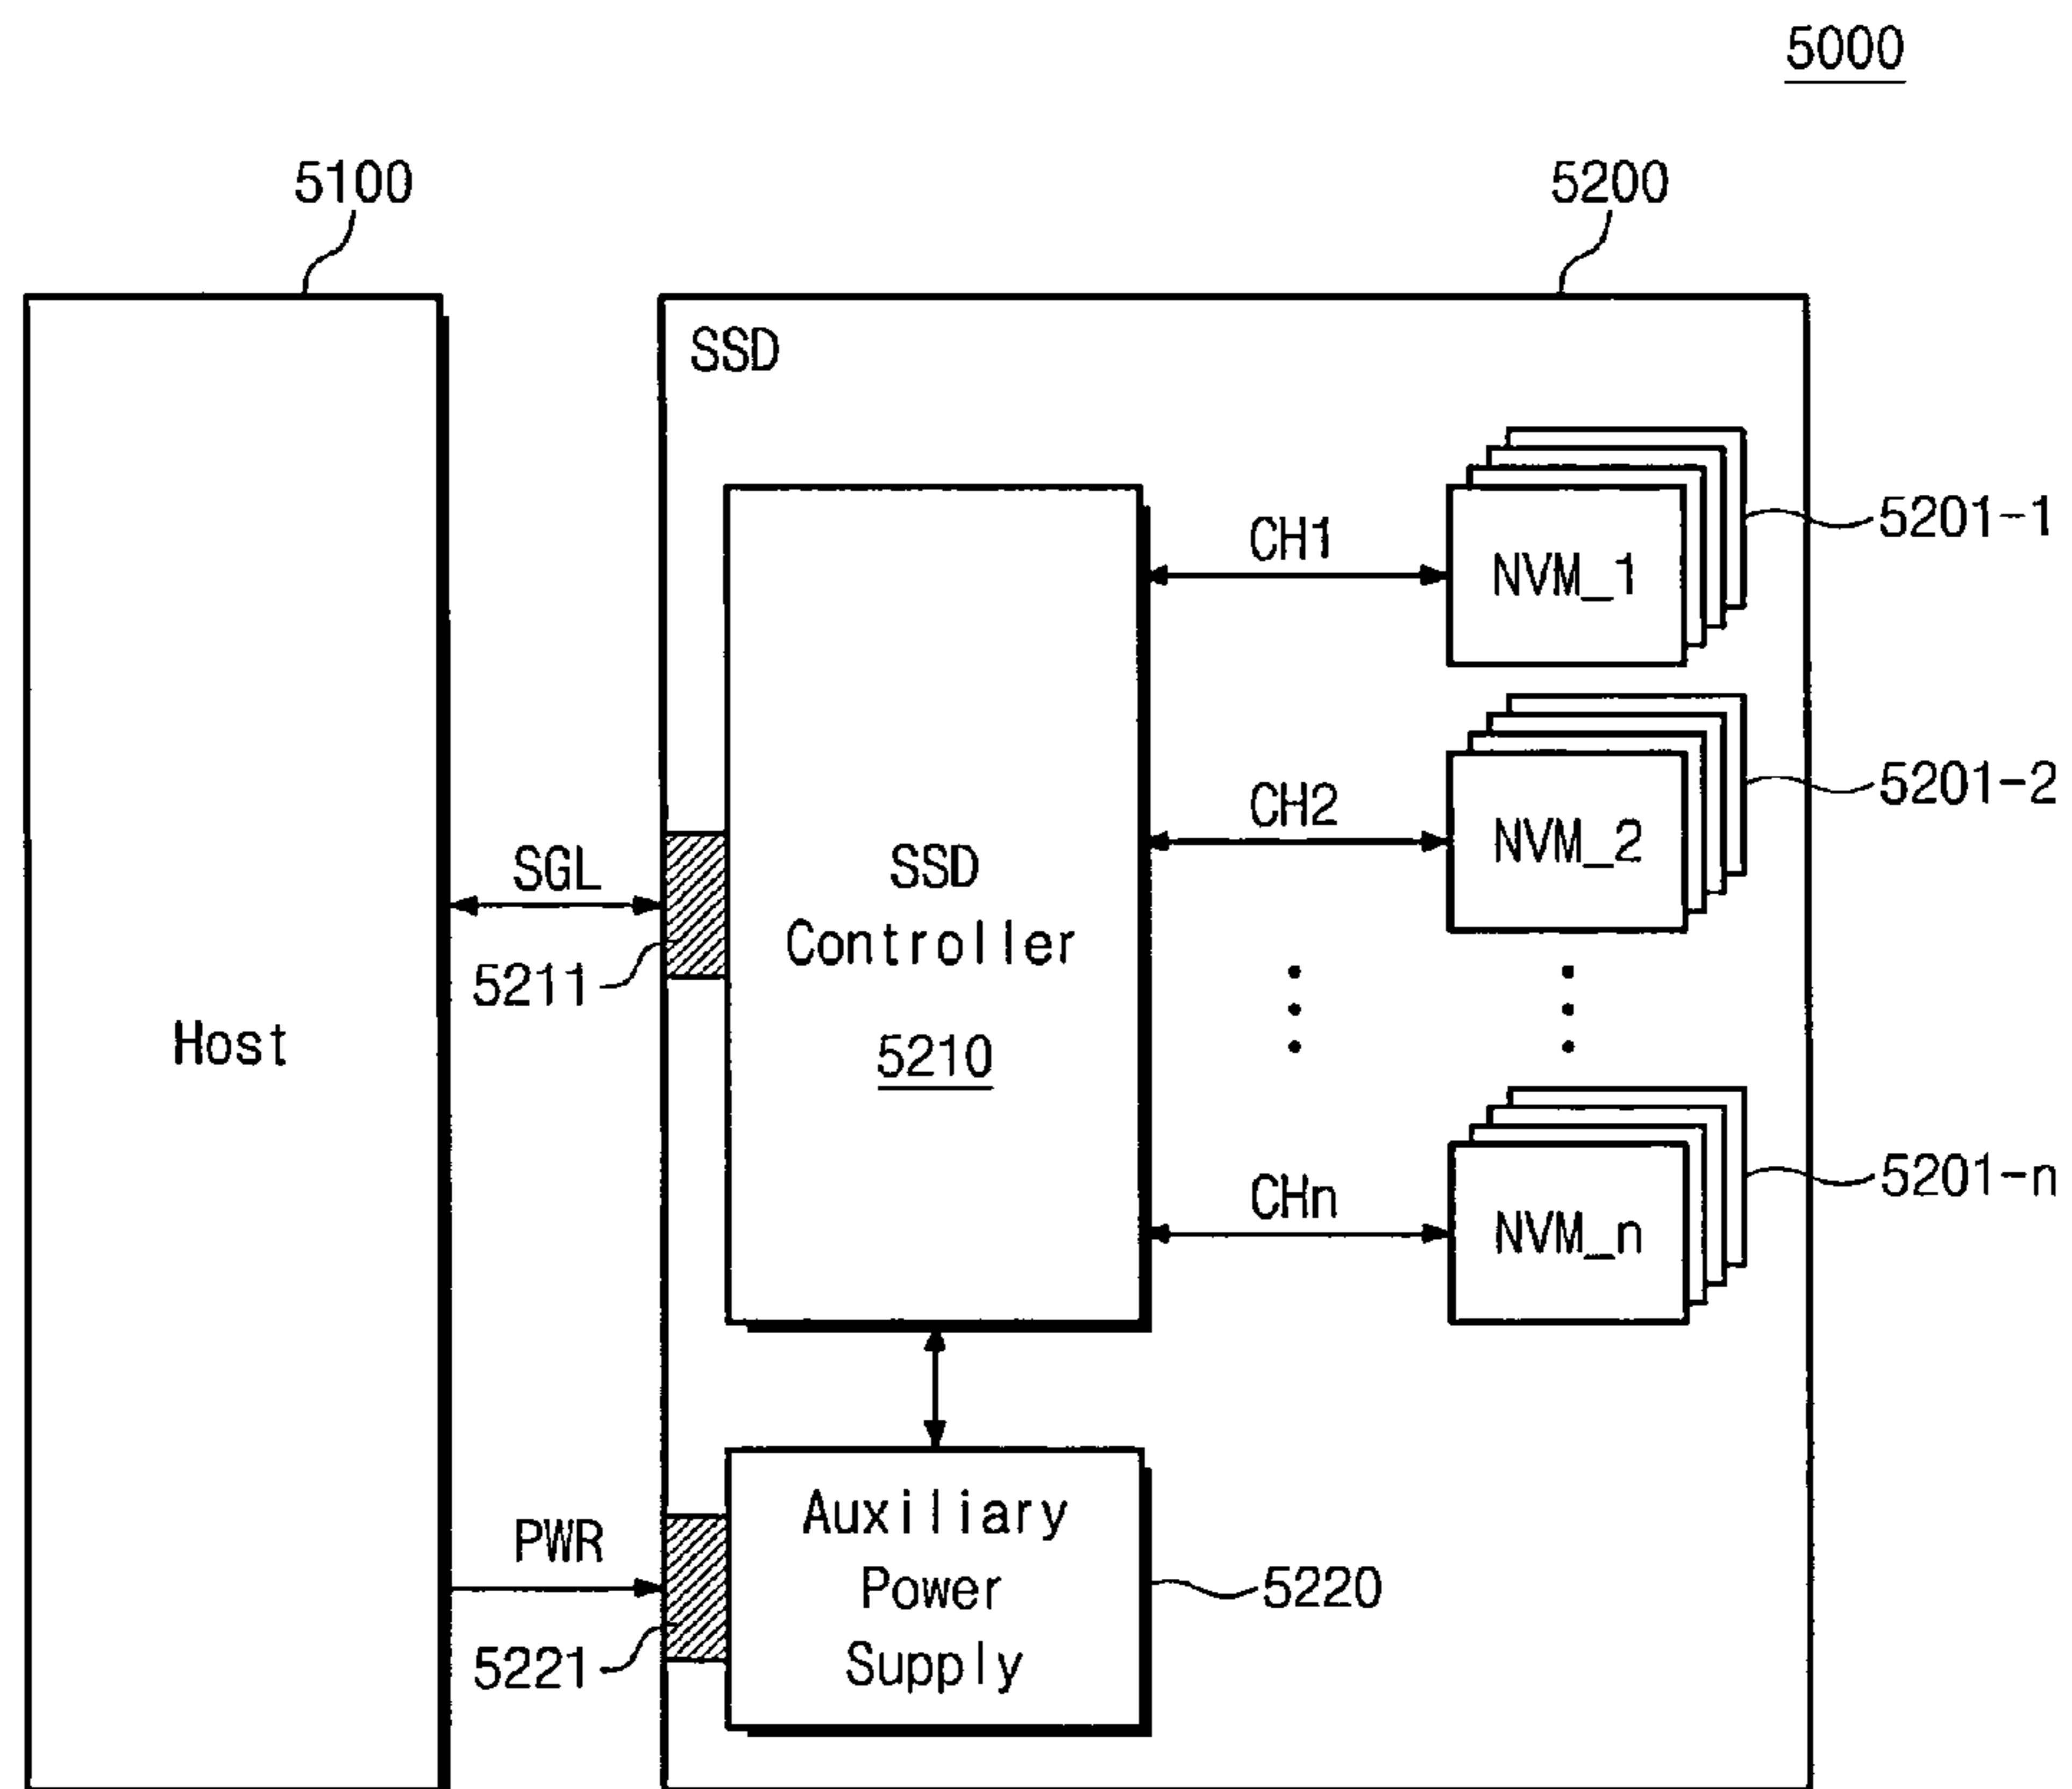 5000
5100
5200
SSD
5201-1
CH1
NVM_1
5201-2
CH2
NVM_2
SGL
SSD
Controller
5210
5211
Host
5201-n
CHn
NVM_n
PWR
Auxiliary
Power
Supply
5220
5221